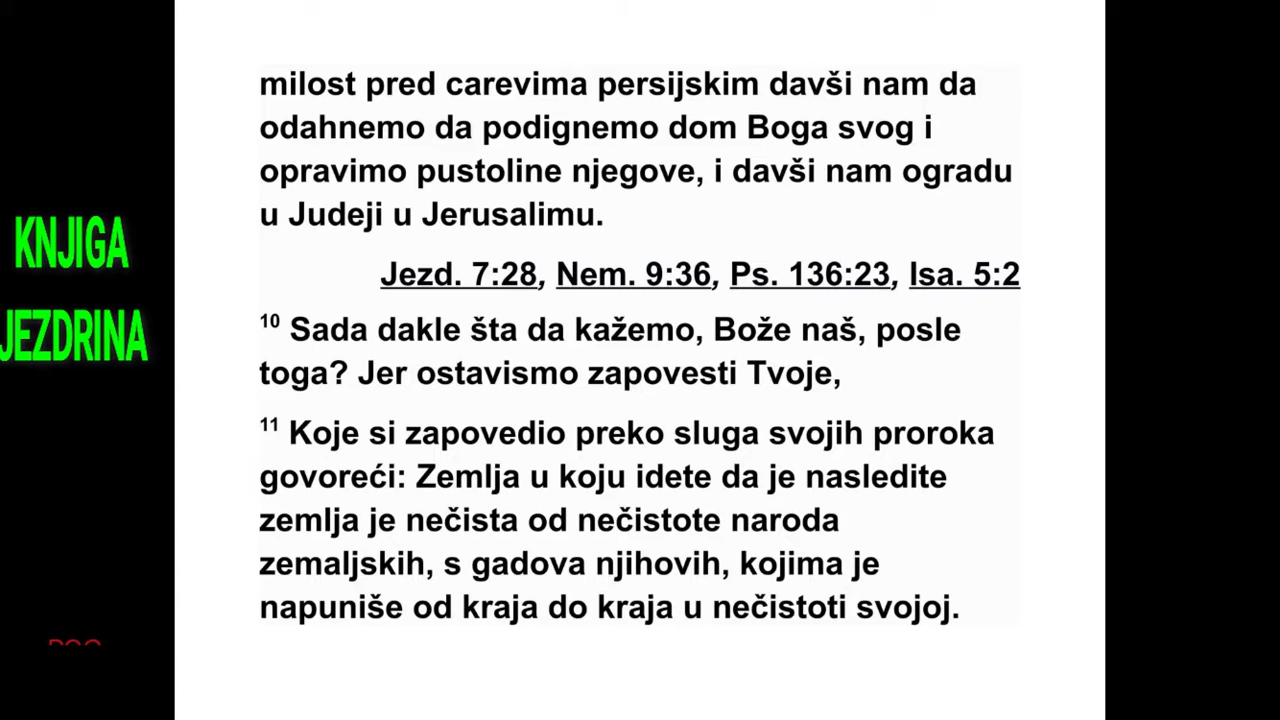 KNJIGA
JEZDRINA
milost pred carevima persijskim davši nam da
odahnemo da podignemo dom Boga svog i
opravimo pustoline njegove, i davši nam ogradu
u Judeji u Jerusalimu.
Jezd. 7:28, Nem. 9:36, Ps. 136:23, Isa. 5:2
10 Sada dakle šta da kažemo, Bože naš, posle
toga? Jer ostavismo zapovesti Tvoje,
11 Koje si zapovedio preko sluga svojih proroka
govoreći: Zemlja u koju idete da je nasledite
zemlja je nečista od nečistote naroda
zemaljskih, s gadova njihovih, kojima je
napuniše od kraja do kraja u nečistoti svojoj.